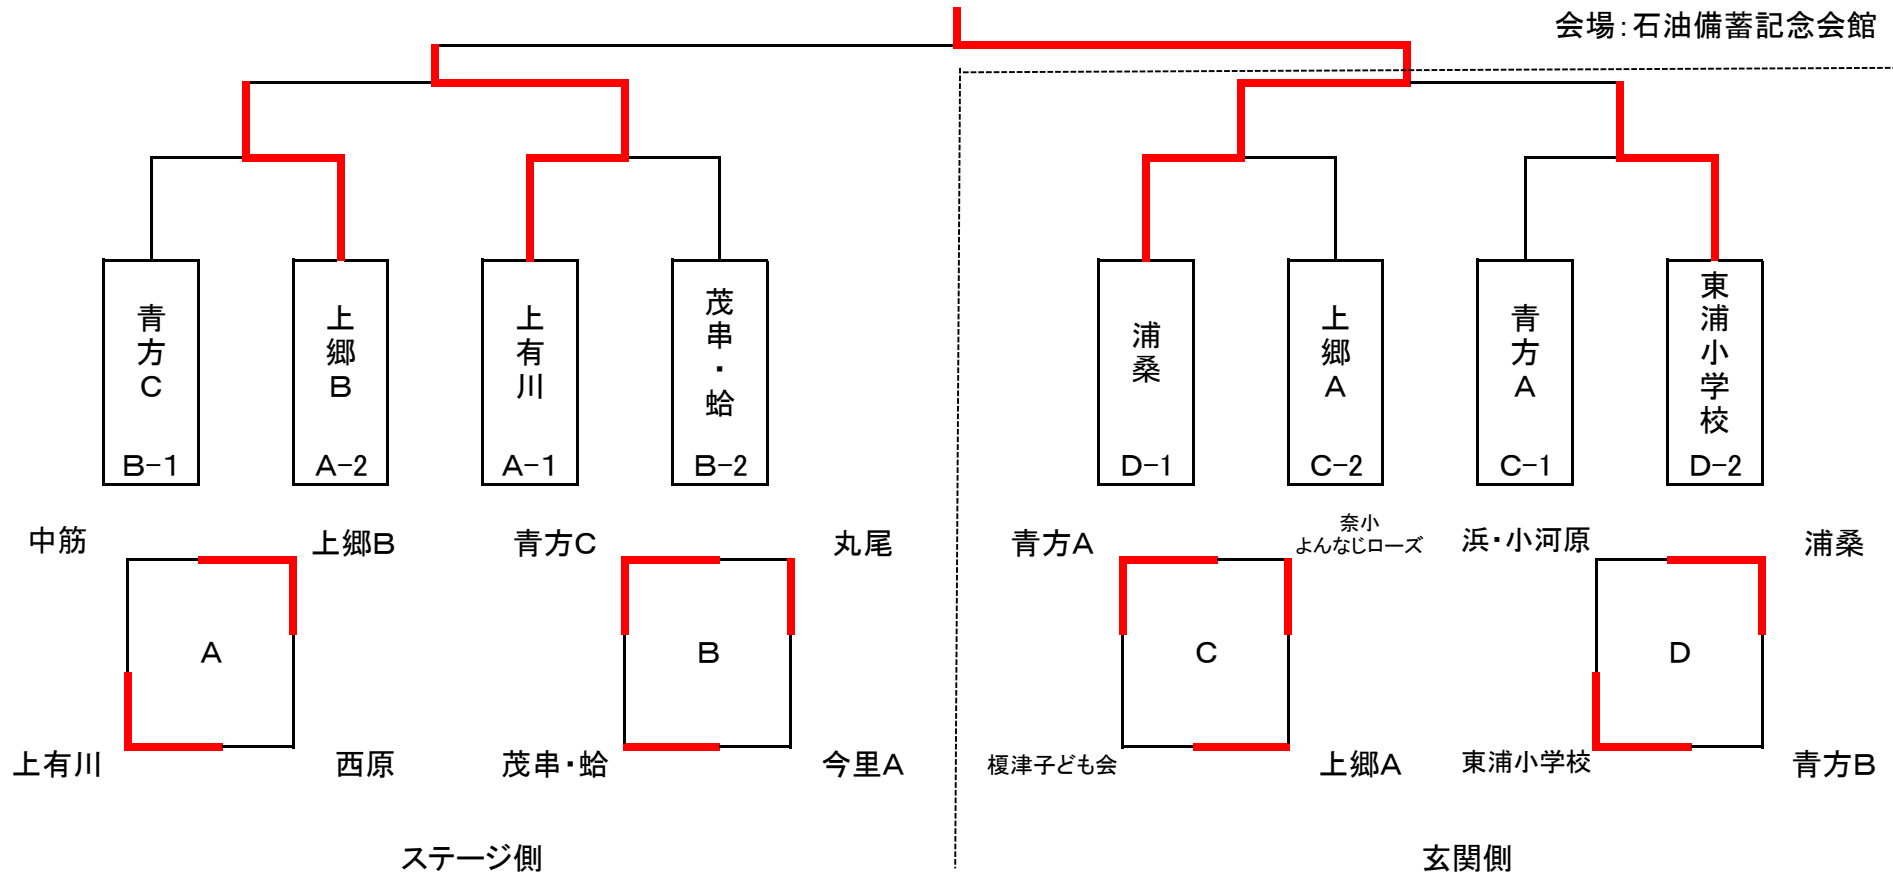 会場：石油備蓄記念会館
青方C
B-1
上郷B
A-2
上有川
A-1
茂串・蛤
B-2
浦桑
D-1
上郷A
C-2
青方A
C-1
東浦小学校
D-2
中筋
上郷B
A
上有川
西原
青方C
丸尾
B
茂串・蛤
今里A
青方A
奈小
よんなじローズ
C
榎津子ども会
上郷A
浜・小河原
浦桑
D
東浦小学校
青方B
ステージ側
玄関側